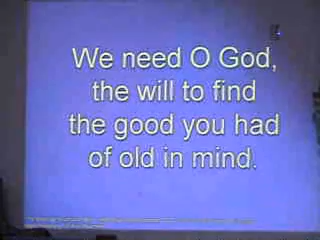 We need O God,
the will to find
the good you had
of old in mind.